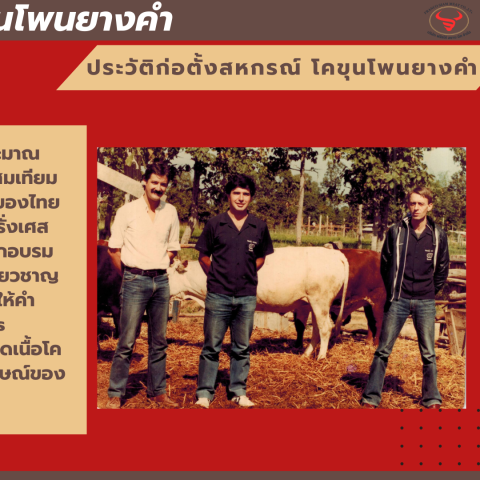 นโพนยางคำ
ประวัติก่อตั้งสหกรณ์ โคขุนโพนยางคำ
ะมาณ
สมเทียม
ของไทย
รั่งเศส
กอบรม
ยวชาญ
ให้คำ
ร
ดเนื้อโค
ษณ์ของ